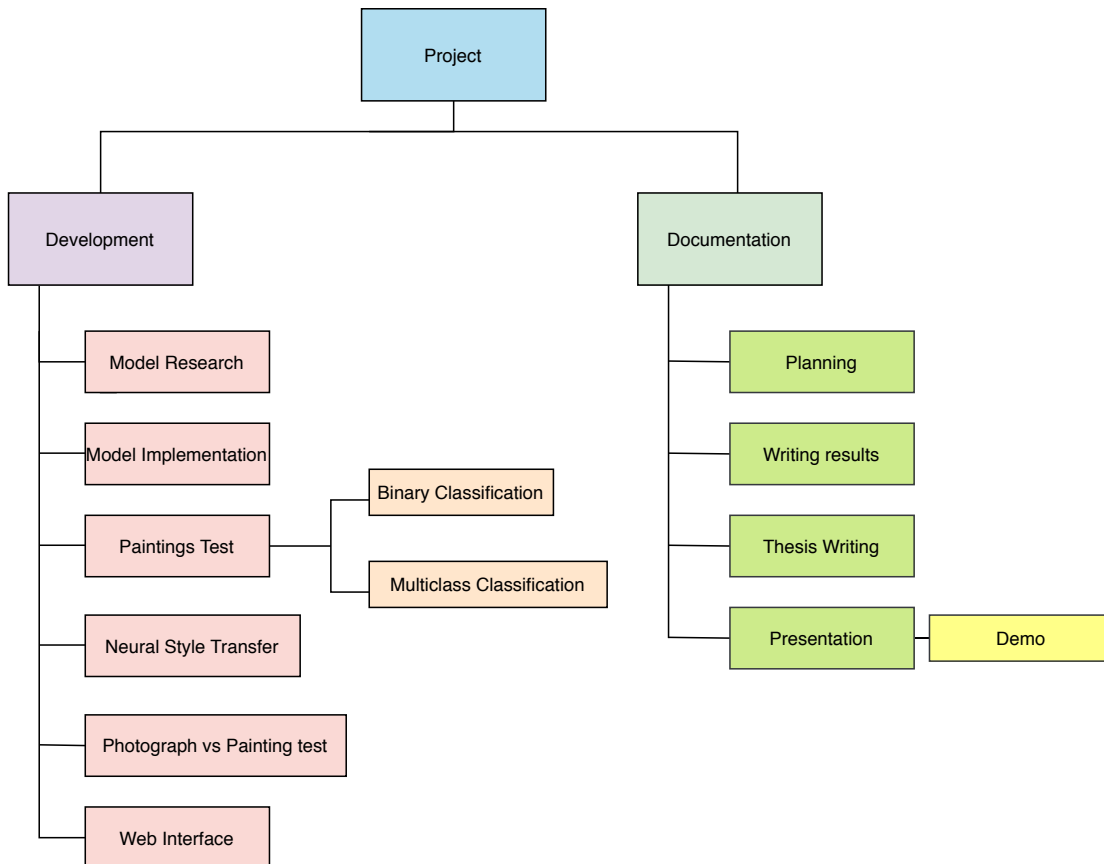 Project
Development
Documentation
Model Research
Planning
Model Implementation
Writing results
Binary Classification
Paintings Test
Thesis Writing
Multiclass Classification
Neural Style Transfer
Presentation
Demo
Photograph vs Painting test
Web Interface